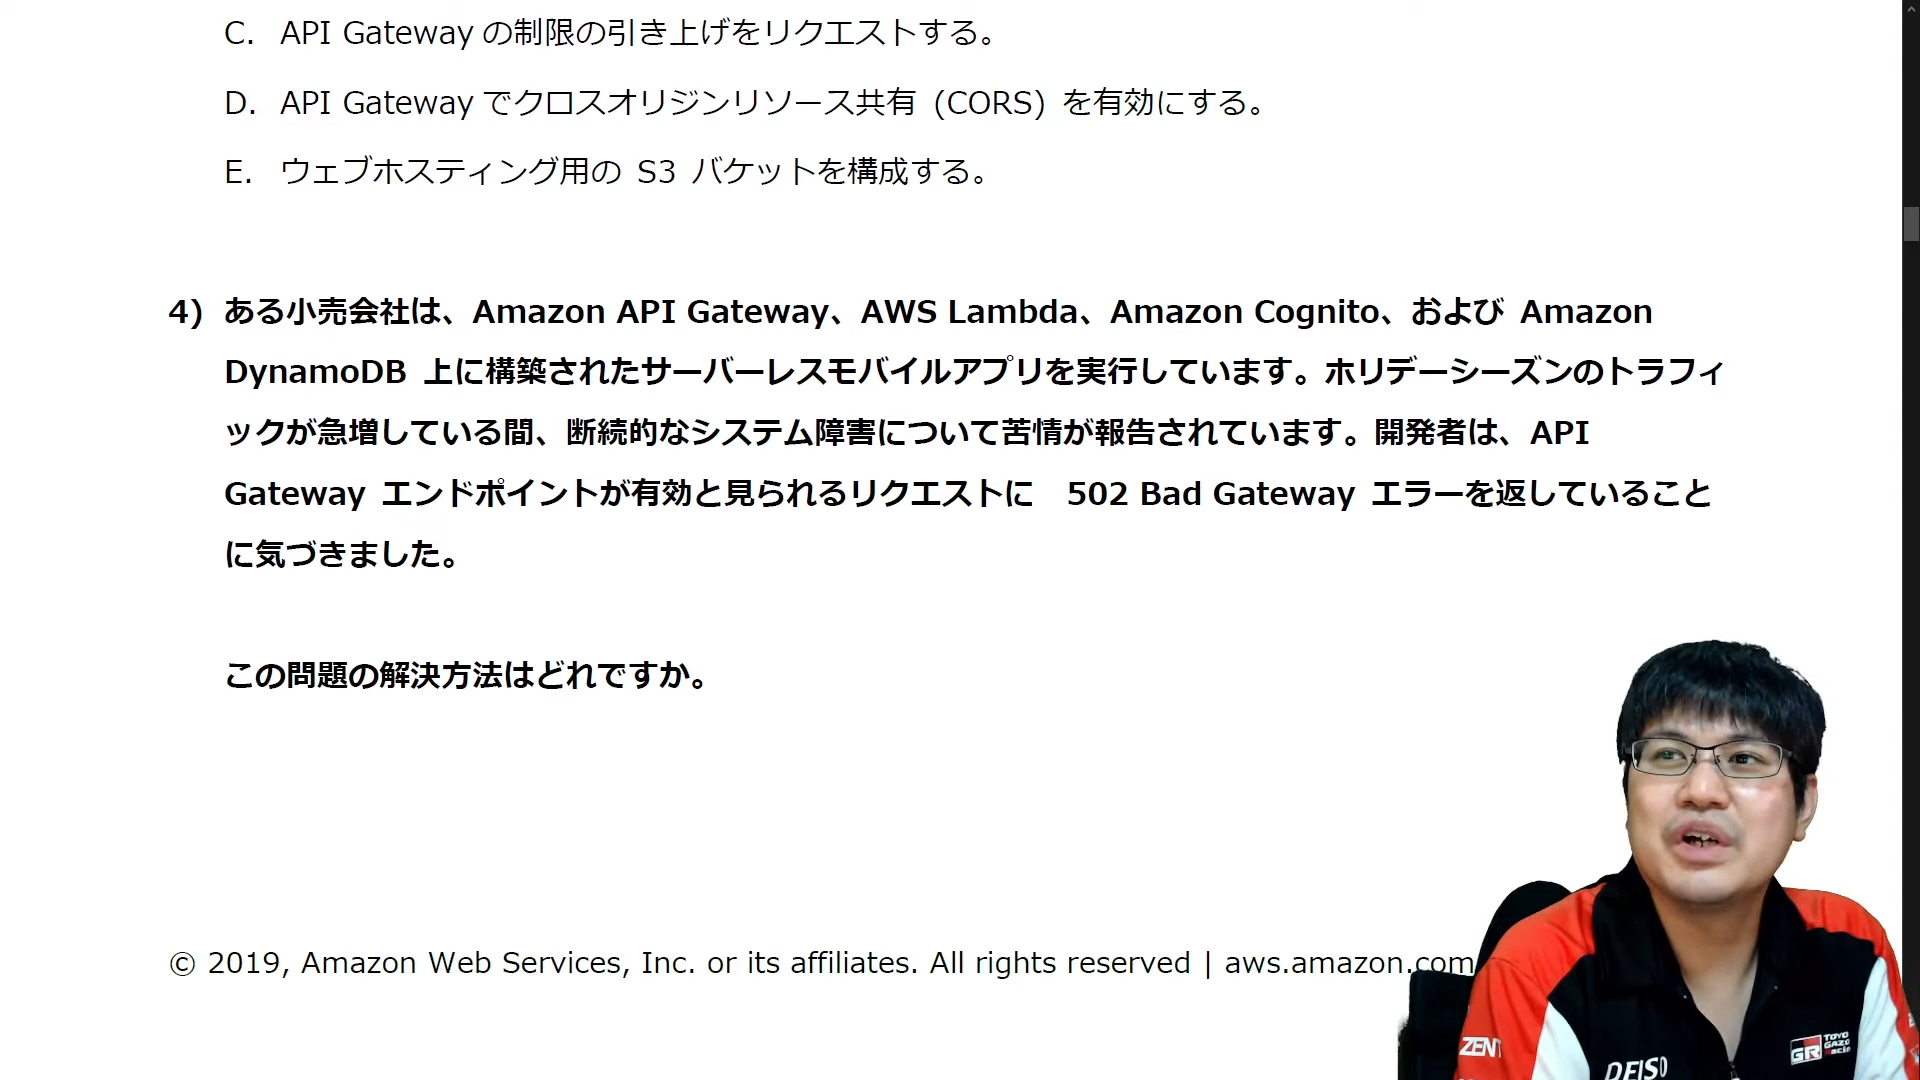 C. API Gateway の制限の引き上げをリクエストする。
D. API Gateway でクロスオリジンリソース共有 (CORS) を有効にする。
E. ウェブホスティング用の S3 バケットを構成する。
4) ある小売会社は、Amazon API Gateway、AWS Lambda、Amazon Cognito、および Amazon
DynamoDB 上に構築されたサーバーレスモバイルアプリを実行しています。ホリデーシーズンのトラフィ
ックが急増している間、断続的なシステム障害について苦情が報告されています。開発者は、API
Gateway エンドポイントが有効と見られるリクエストに 502 Bad Gateway エラーを返していること
に気づきました。
この問題の解決方法はどれですか。
© 2019, Amazon Web Services, Inc. or its affiliates. All rights reserved | aws.amazon.com
ZENT
GR TOYO
GAZO
Racin